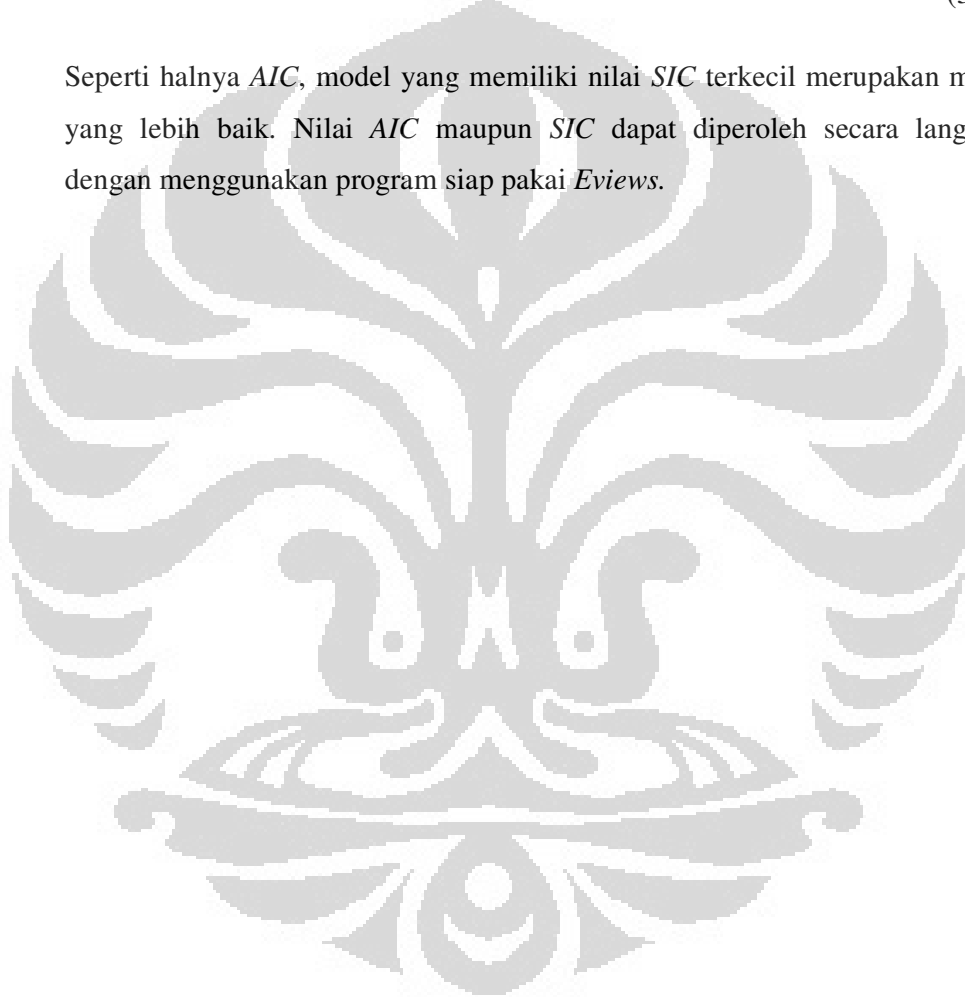 Seperti halnya AIC, model yang memiliki nilai SIC terkecil merupakan
yang lebih baik. Nilai AIC maupun SIC dapat diperoleh secara
dengan menggunakan program siap pakai Eviews.